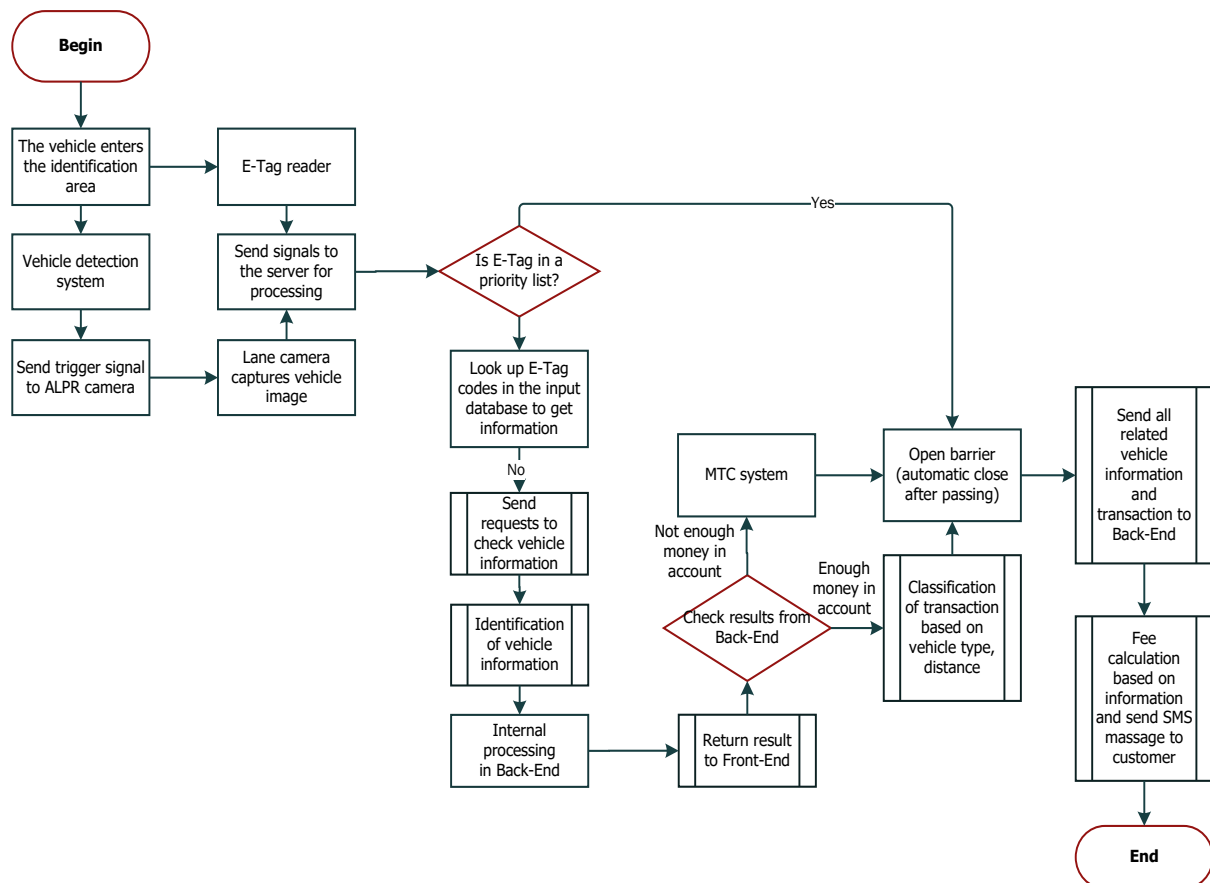 Begin
The vehicle enters
the identification
area
E-Tag reader
Vehicle detection
system
Send signals to
the server for
processing
Send trigger signal
to ALPR camera
Lane camera
captures vehicle
image
Is E-Tag in a
priority list?
Yes
Look up E-Tag
codes in the input
database to get
information
No
Send
requests to
check vehicle
information
Identification
of vehicle
information
Internal
processing
in Back-End
Return result
to Front-End
Check results from
Back-End
Not enough
money in
account
Enough
money in
account
MTC system
Classification
of transaction
based on
vehicle type,
distance
Open barrier
(automatic close
after passing)
Send all
related
vehicle
information
and
transaction to
Back-End
Fee
calculation
based on
information
and send SMS
massage to
customer
End